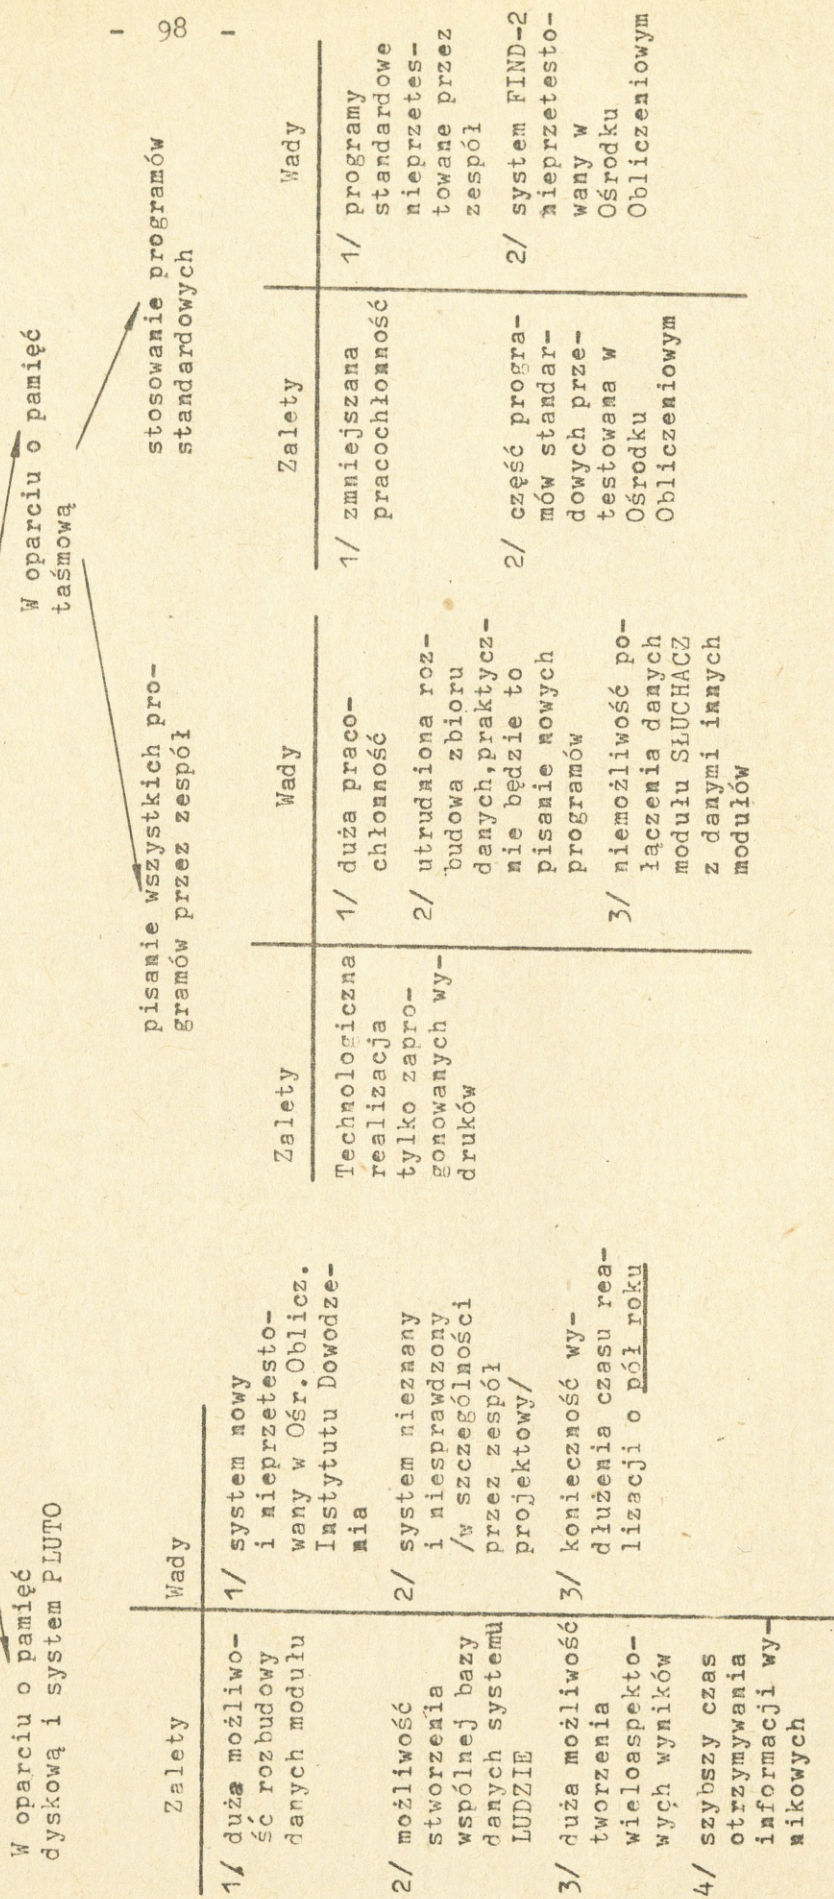 - 98 -
W oparciu o pamięć
dyskową i system PLUTO
Zalety
1/ duża możliwo-
ść rozbudowy
danych modułu
2/ możliwość
stworzenia
wspólnej bazy
danych systemu
LUDZIE
3/ duża możliwość
tworzenia
wieloaspekto-
wych wyników
4/ szybszy czas
otrzymywania
informacji wy-
nikowych
Wady
1/ system nowy
i nieprzetesto-
wany w Ośr.Oblicz.
Instytutu Dowodze-
nia
2/ system nieznany
i niesprawdzony
/w szczególności
przez zespół
projektowy/
3/ konieczność wy-
dłużenia czasu rea-
lizacji o pół roku
W oparciu o pamięć
taśmową
pisanie wszystkich pro-
gramów przez zespół
Zalety
Technologiczna
realizacja
tylko zapro-
gonowanych wy-
druków
Wady
1/ duża praco-
chłonność
2/ utrudniona roz-
budowa zbioru
danych,praktycz-
nie będzie to
pisanie nowych
programów
3/ niemożliwość po-
łączenia danych
modułu SŁUCHACZ
z danymi innych
modułów
stosowanie programów
standardowych
Zalety
1/ zmniejszana
pracochłonność
2/ część progra-
mów standar-
dowych prze-
testowana w
Ośrodku
Obliczeniowym
Wady
1/ programy
standardowe
nieprzetes-
towane przez
zespół
2/ system FIND-2
nieprzetesto-
wany w
Ośrodku
Obliczeniowym